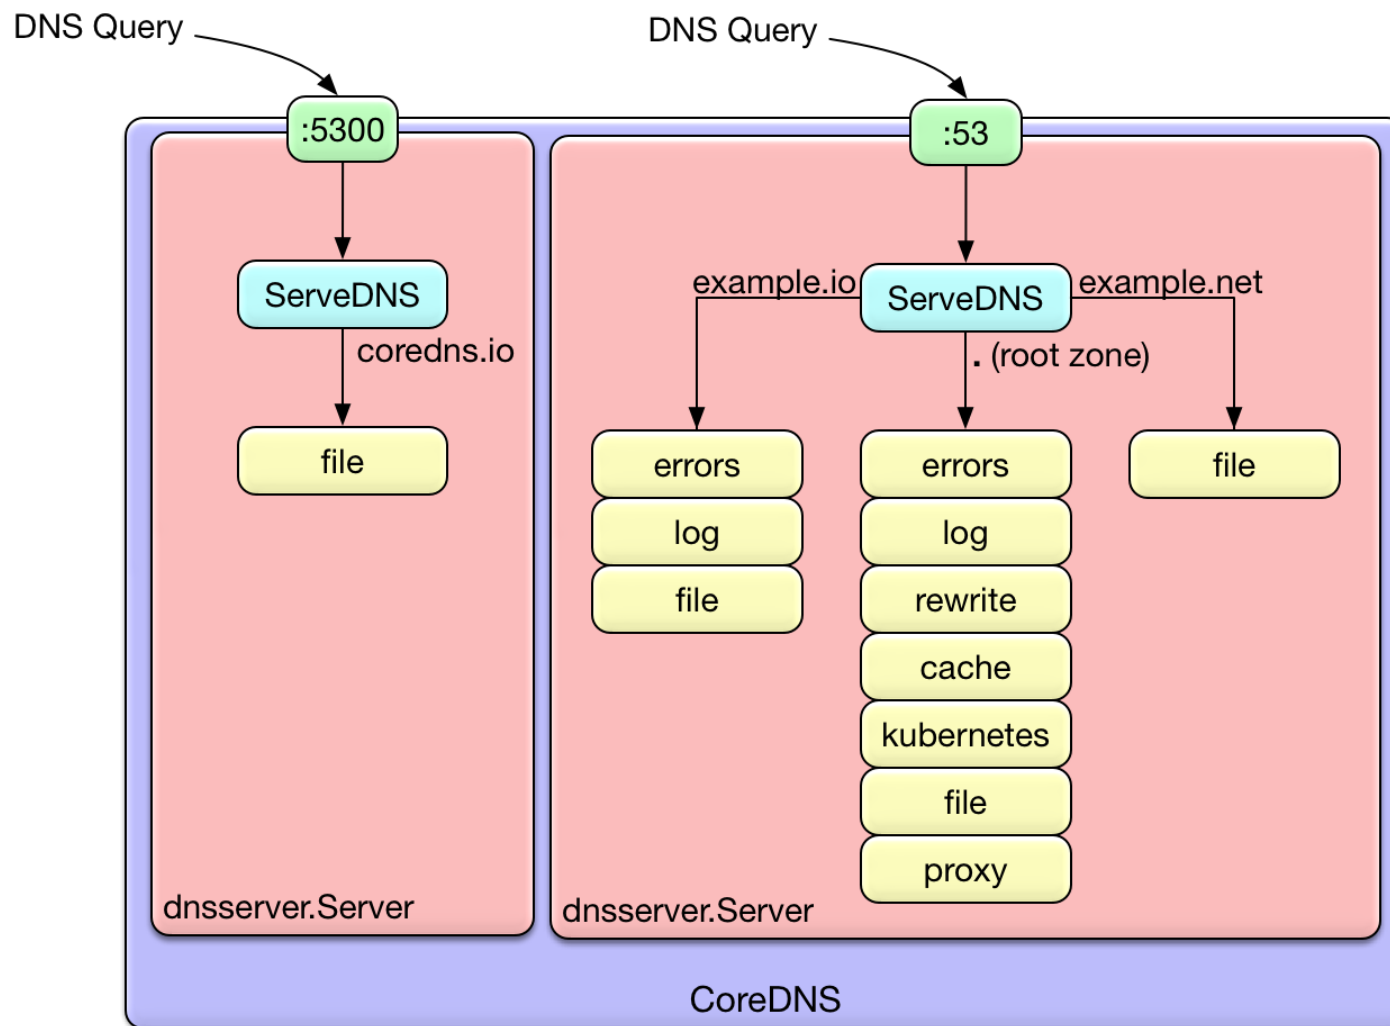 DNS Query
DNS Query
:5300
:53
ServeDNS
coredns.io
file
dnsserver.Server
example.io
ServeDNS
example.net
. (root zone)
errors
log
file
errors
log
rewrite
cache
kubernetes
file
proxy
file
dnsserver.Server
CoreDNS